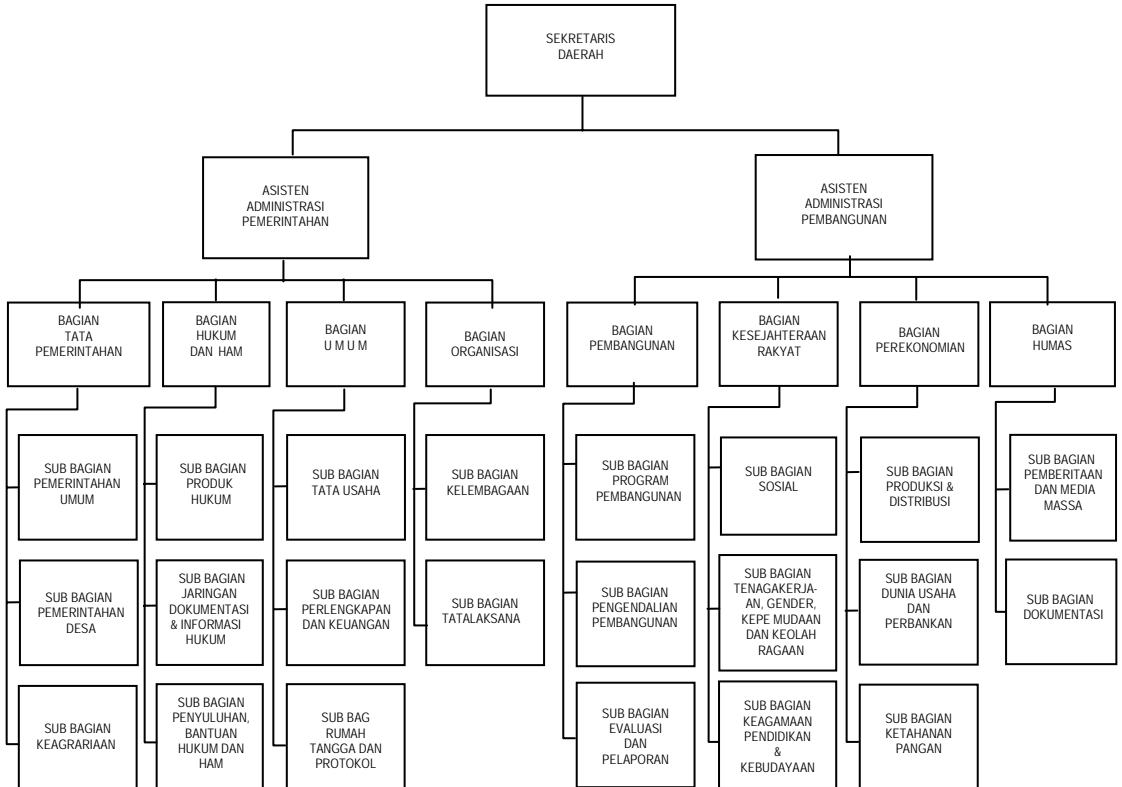 SEKRETARIS
DAERAH
ASISTEN
ADMINISTRASI
PEMERINTAHAN
ASISTEN
ADMINISTRASI
PEMBANGUNAN
BAGIAN
TATA
PEMERINTAHAN
BAGIAN
HUKUM
DAN HAM
BAGIAN
U M U M
BAGIAN
ORGANISASI
BAGIAN
PEMBANGUNAN
BAGIAN
KESEJAHTERAAN
RAKYAT
BAGIAN
PEREKONOMIAN
BAGIAN
HUMAS
SUB BAGIAN
PEMERINTAHAN
UMUM
SUB BAGIAN
PRODUK
HUKUM
SUB BAGIAN
TATA USAHA
SUB BAGIAN
KELEMBAGAAN
SUB BAGIAN
PROGRAM
PEMBANGUNAN
SUB BAGIAN
SOSIAL
SUB BAGIAN
PRODUKSI &
DISTRIBUSI
SUB BAGIAN
PEMBERITAAN
DAN MEDIA
MASSA
SUB BAGIAN
PEMERINTAHAN
DESA
SUB BAGIAN
JARINGAN
DOKUMENTASI
& INFORMASI
HUKUM
SUB BAGIAN
PERLENGKAPAN
DAN KEUANGAN
SUB BAGIAN
TATALAKSANA
SUB BAGIAN
PENGENDALIAN
PEMBANGUNAN
SUB BAGIAN
TENAGAKERJA-
AN, GENDER,
KEPE MUDAAN
DAN KEOLAH
RAGAAN
SUB BAGIAN
DUNIA USAHA
DAN
PERBANKAN
SUB BAGIAN
DOKUMENTASI
SUB BAGIAN
KEAGRARIAAN
SUB BAGIAN
PENYULUHAN,
BANTUAN
HUKUM DAN
HAM
SUB BAG
RUMAH
TANGGA DAN
PROTOKOL
SUB BAGIAN
EVALUASI
DAN
PELAPORAN
SUB BAGIAN
KEAGAMAAN
PENDIDIKAN
&
KEBUDAYAAN
SUB BAGIAN
KETAHANAN
PANGAN